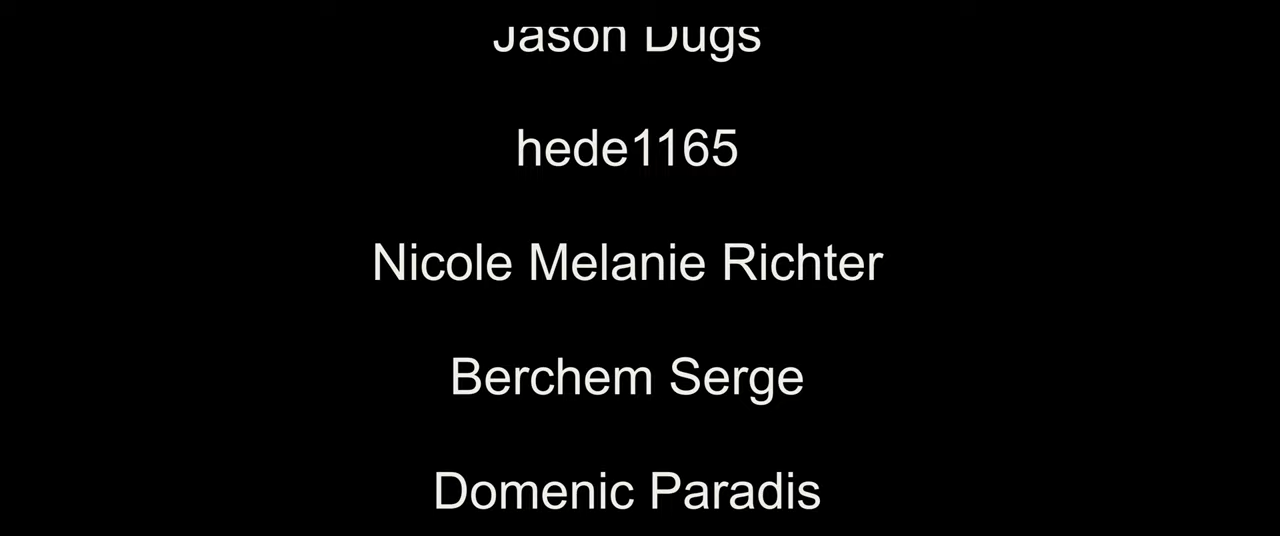 Jason Dugs
hede1165
Nicole Melanie Richter
Berchem Serge
Domenic Paradis